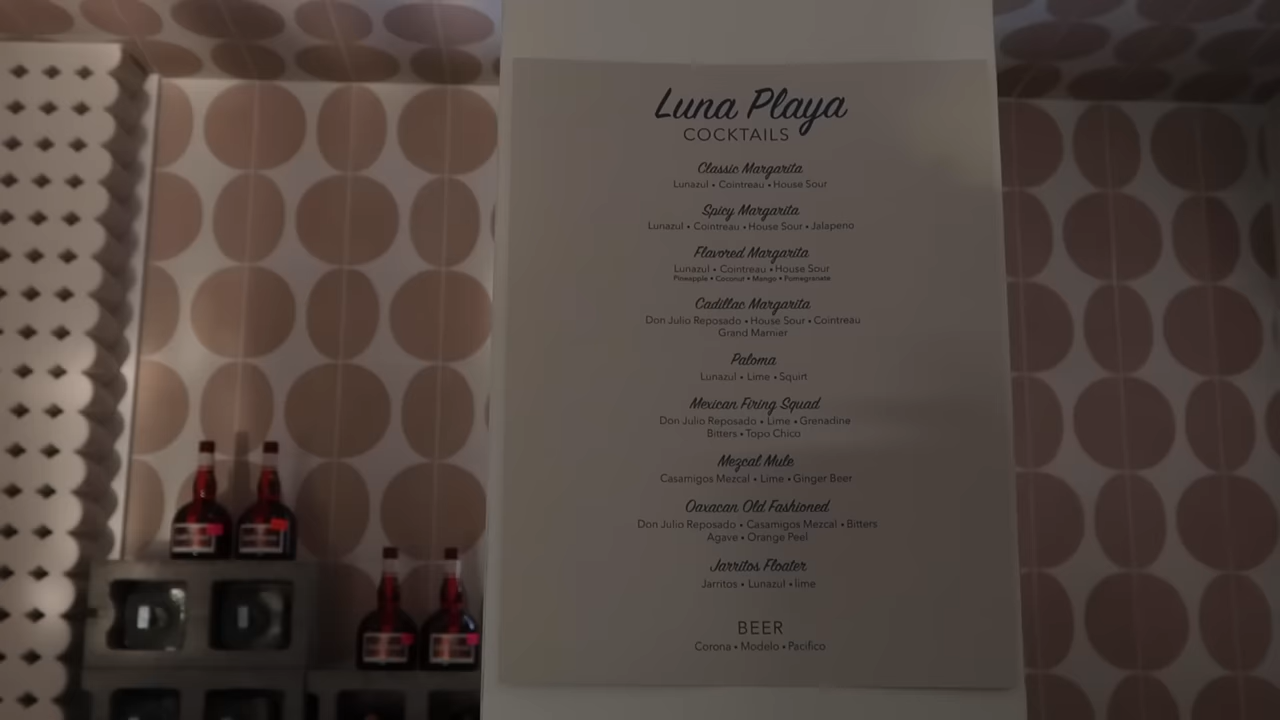 Luna Playa
COCKTAILS
Classic Margarita
Lunazul • Cointreau • House Sour
Spicy Margarita
Lunazul • Cointreau • House Sour • Jalapeno
Flavored Margarita
Lunazul • Cointreau • House Sour
Pineapple • Coconut • Mango • Pomegranate
Cadillac Margarita
Don Julio Reposado • House Sour • Cointreau
Grand Marnier
Paloma
Lunazul • Lime • Squirt
Mexican Firing Squad
Don Julio Reposado • Lime • Grenadine
Bitters • Topo Chico
Mezcal Mule
Casamigos Mezcal • Lime • Ginger Beer
Oaxacan Old Fashioned
Don Julio Reposado • Casamigos Mezcal • Bitters
Agave • Orange Peel
Jarritos Floater
Jarritos • Lunazul • lime
BEER
Corona • Modelo • Pacifico